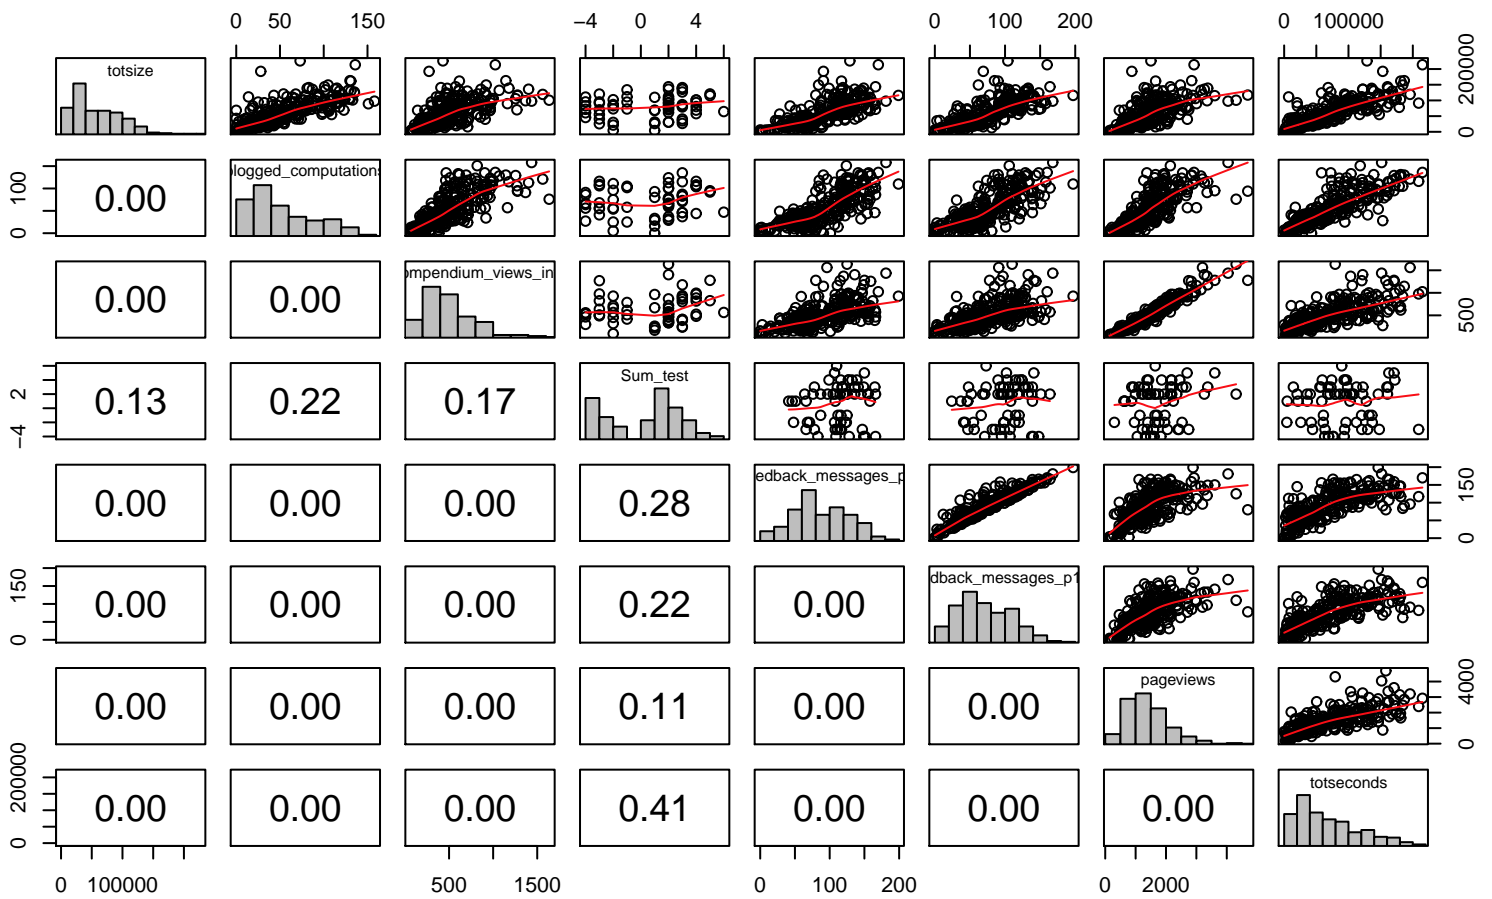 0 50 150 −4 0 4 0 100 200 0 100000
totsize
0 200000
logged_computations
0 100
0.00
ompendium_views_in
500
0.00 0.00
Sum_test
−4 2
0.13 0.22 0.17
edback_messages_p
0 150
0.00 0.00 0.00 0.28
dback_messages_p1
0 150
0.00 0.00 0.00 0.22 0.00
pageviews
0 4000
0.00 0.00 0.00 0.11 0.00 0.00
totseconds
0 200000
0.00 0.00 0.00 0.41 0.00 0.00 0.00
0 100000 500 1500 0 100 200 0 2000